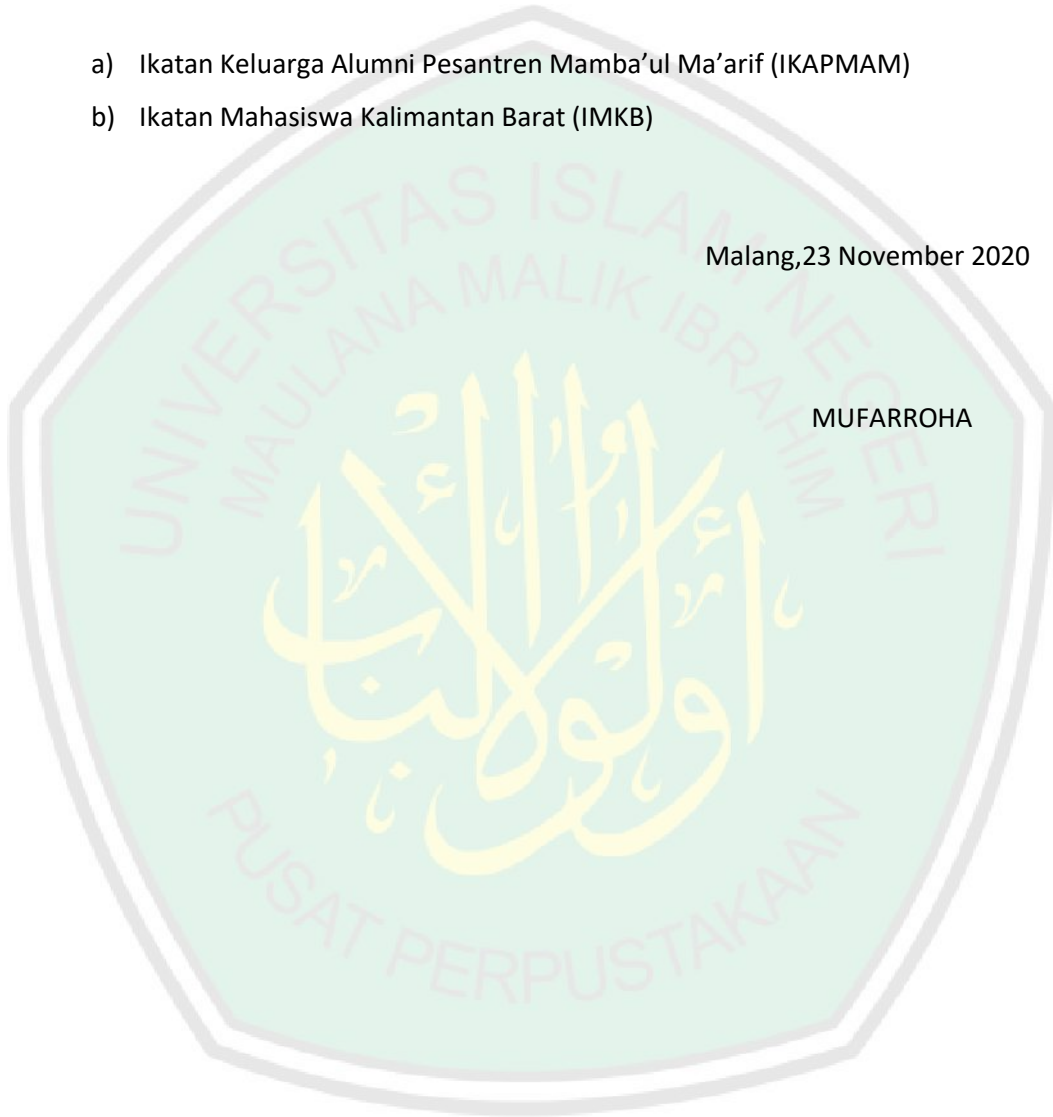 a) Ikatan Keluarga Alumni Pesantren Mamba’ul Ma’arif (IKAPMAM)
b) Ikatan Mahasiswa Kalimantan Barat (IMKB)
Malang,23 November 2020
MUFARROHA
UNIVERSITAS ISLAM NEGERI
MAULANA MALIK IBRAHIM
أولوا الألباب
PUSAT PERPUSTAKAAN